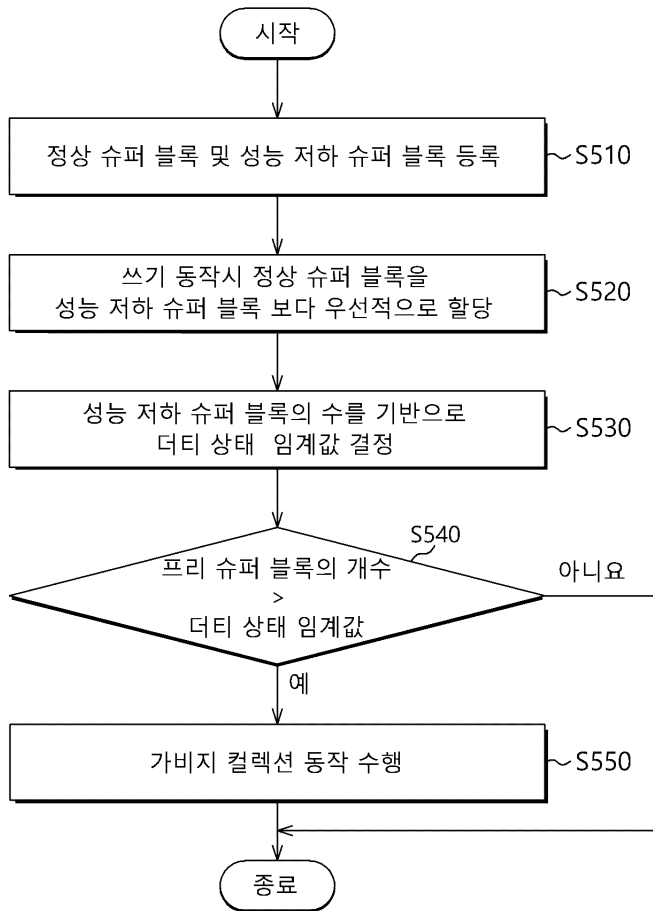 시작
정상 슈퍼 블록 및 성능 저하 슈퍼 블록 등록
S510
쓰기 동작시 정상 슈퍼 블록을
성능 저하 슈퍼 블록 보다 우선적으로 할당
S520
성능 저하 슈퍼 블록의 수를 기반으로
더티 상태 임계값 결정
S530
S540
프리 슈퍼 블록의 개수
>
더티 상태 임계값
아니요
예
가비지 컬렉션 동작 수행
S550
종료